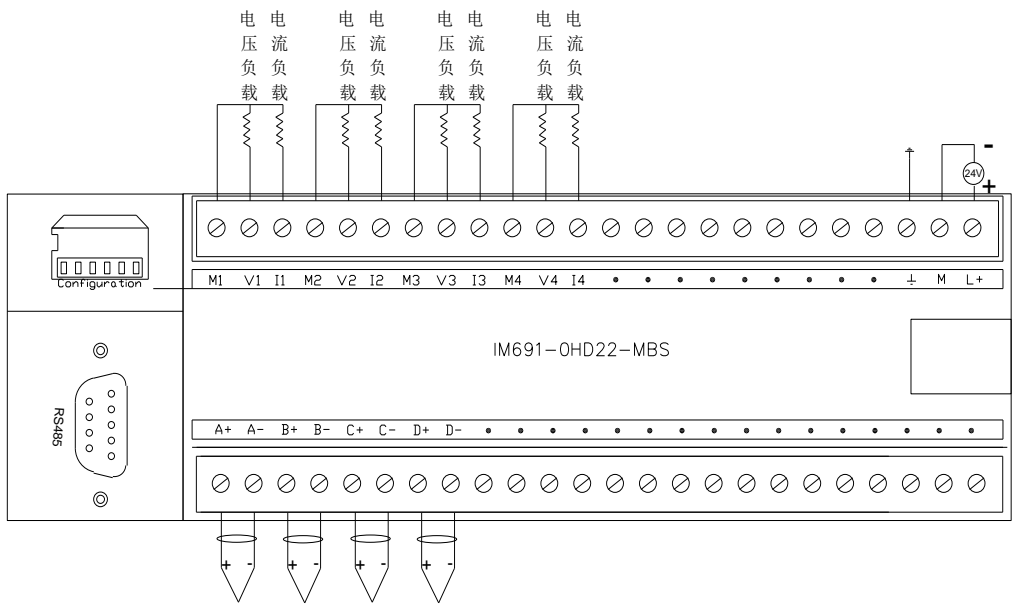 电压负载 电流负载 电压负载 电流负载 电压负载 电流负载 电压负载 电流负载
-
24V
+
M1 V1 I1 M2 V2 I2 M3 V3 I3 M4 V4 I4 • • • • • • • • • ⏚ M L+
Configuration
IM691-0HD22-MBS
RS485
A+ A- B+ B- C+ C- D+ D- • • • • • • • • • • • • • • • •
+ - + - + - + -